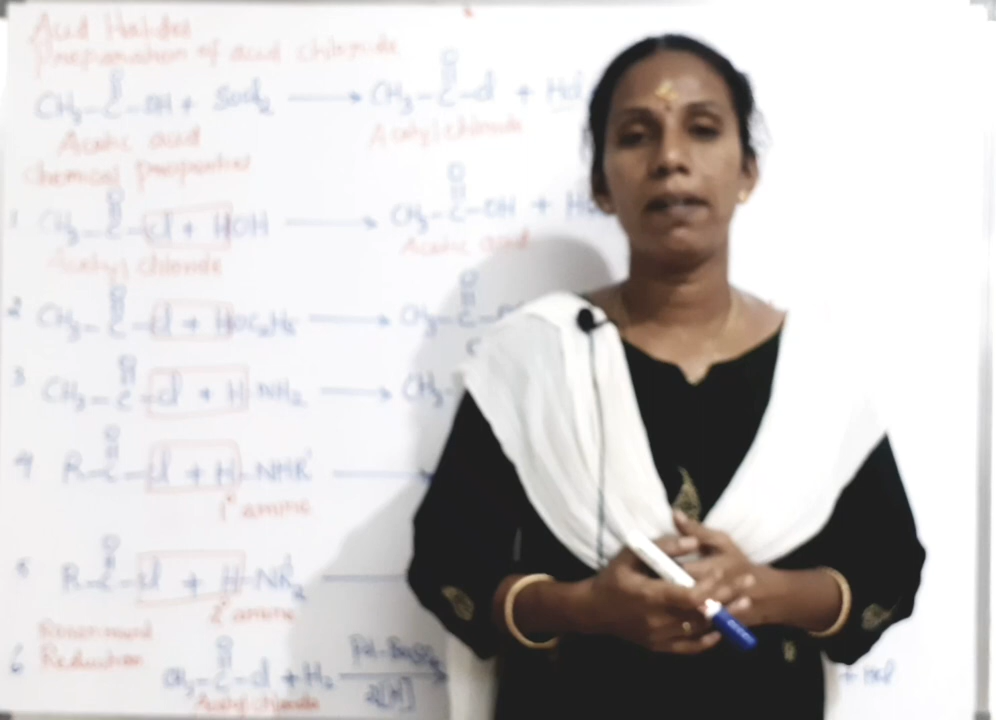 Acid Halides
Preparation of acid chloride
O
CH3-C-OH + SOCl2 → CH3-C-Cl + HCl
Acetic acid Acetyl chloride
Chemical properties
O
1 CH3-C-Cl + HOH → CH3-C-OH +
Acetyl chloride Acetic acid
O
2 CH3-C-Cl + HOC2H5 → CH3-C-
O
3 CH3-C-Cl + H-NH2 → CH3-
O
4 R-C-Cl + H-NHR' →
1° amine
O
5 R-C-Cl + H-NR'2
2° amine
Rosenmund
6 Reduction
O
CH3-C-Cl + H2 Pd-BaSO4
2[H]
Acetyl chloride
+ HCl